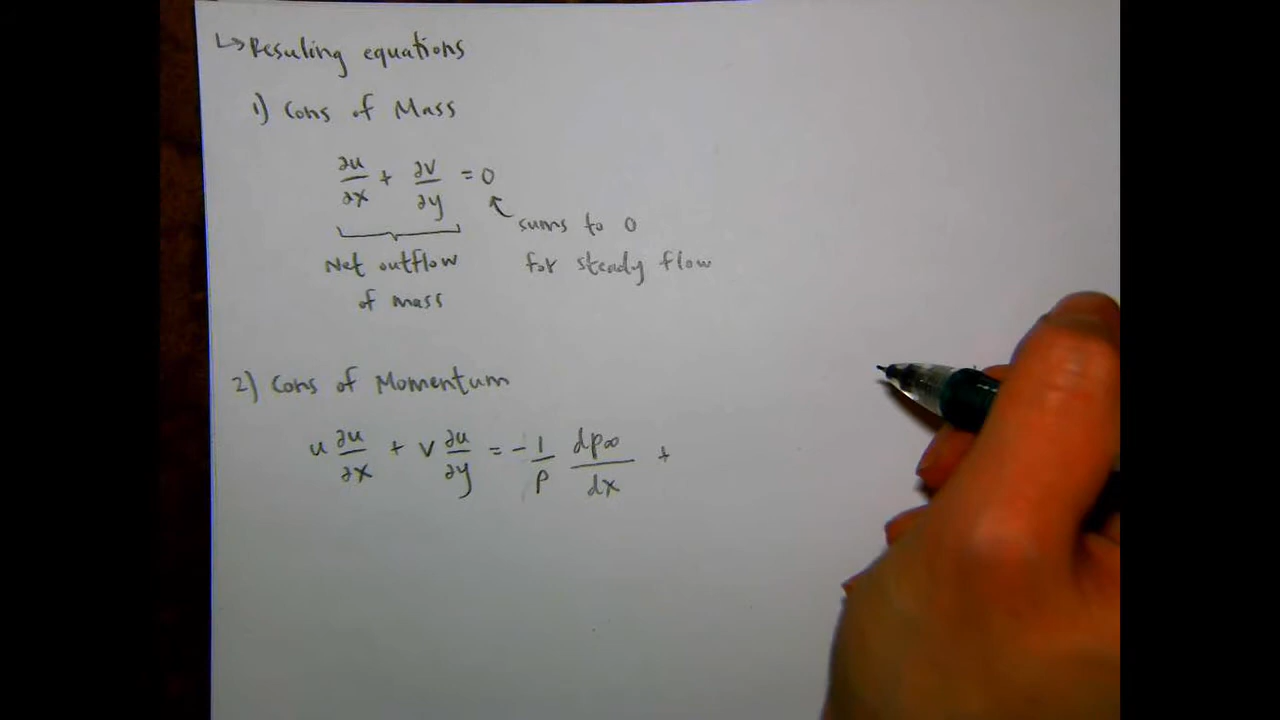 ↳ Resuling equations
1) Cons of Mass
∂u/∂x + ∂v/∂y = 0
sums to 0
Net outflow for steady flow
of mass
2) Cons of Momentum
u ∂u/∂x + v ∂u/∂y = - 1/ρ dp∞/dx +